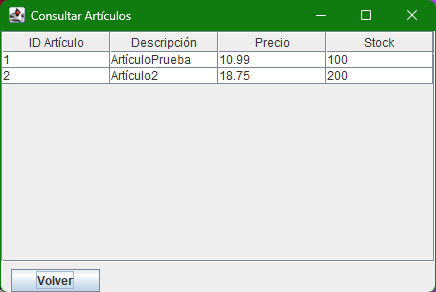 Consultar Artículos
ID Artículo Descripción Precio Stock
1 ArtículoPrueba 10.99 100
2 Artículo2 18.75 200
Volver